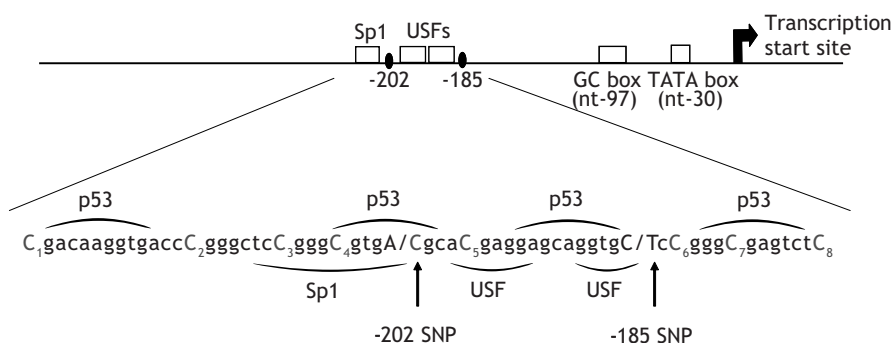 Transcription
start site
Sp1 USFs
-202 -185
GC box TATA box
(nt-97) (nt-30)
p53 p53 p53 p53
C1gacaaggtgaccC2gggctcC3gggC4gtgA/CgcaC5gaggagcaggtgC/TcC6gggC7gagtctC8
Sp1 USF USF
-202 SNP -185 SNP